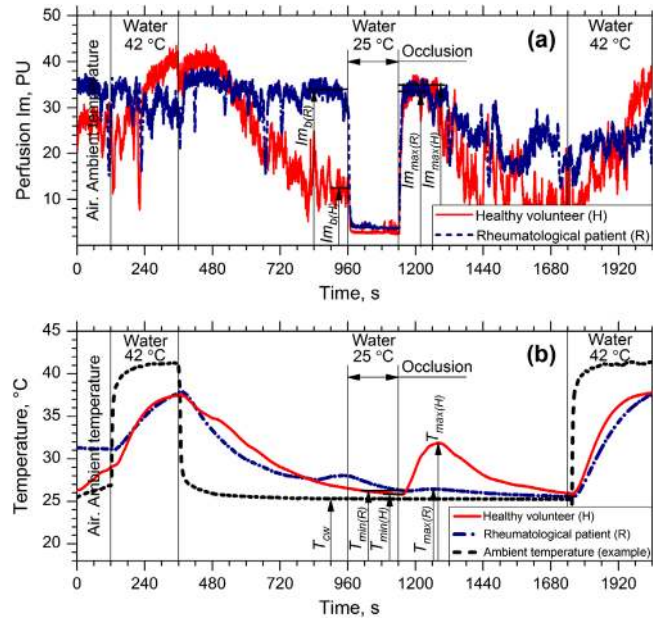 50
40
30
20
10
Perfusion Im, PU
Air. Ambient temperature
Water
42 °C
Water
25 °C
Occlusion
(a)
Water
42 °C
Im_b(R)
Im_b(H)
Im_max(R)
Im_max(H)
Healthy volunteer (H)
Rheumatological patient (R)
0 240 480 720 960 1200 1440 1680 1920
Time, s
45
40
35
30
25
20
Temperature, °C
Air. Ambient temperature
Water
42 °C
Water
25 °C
Occlusion
(b)
Water
42 °C
T_max(H)
T_cw
T_min(R)
T_min(H)
T_max(R)
Healthy volunteer (H)
Rheumatological patient (R)
Ambient temperature (example)
0 240 480 720 960 1200 1440 1680 1920
Time, s